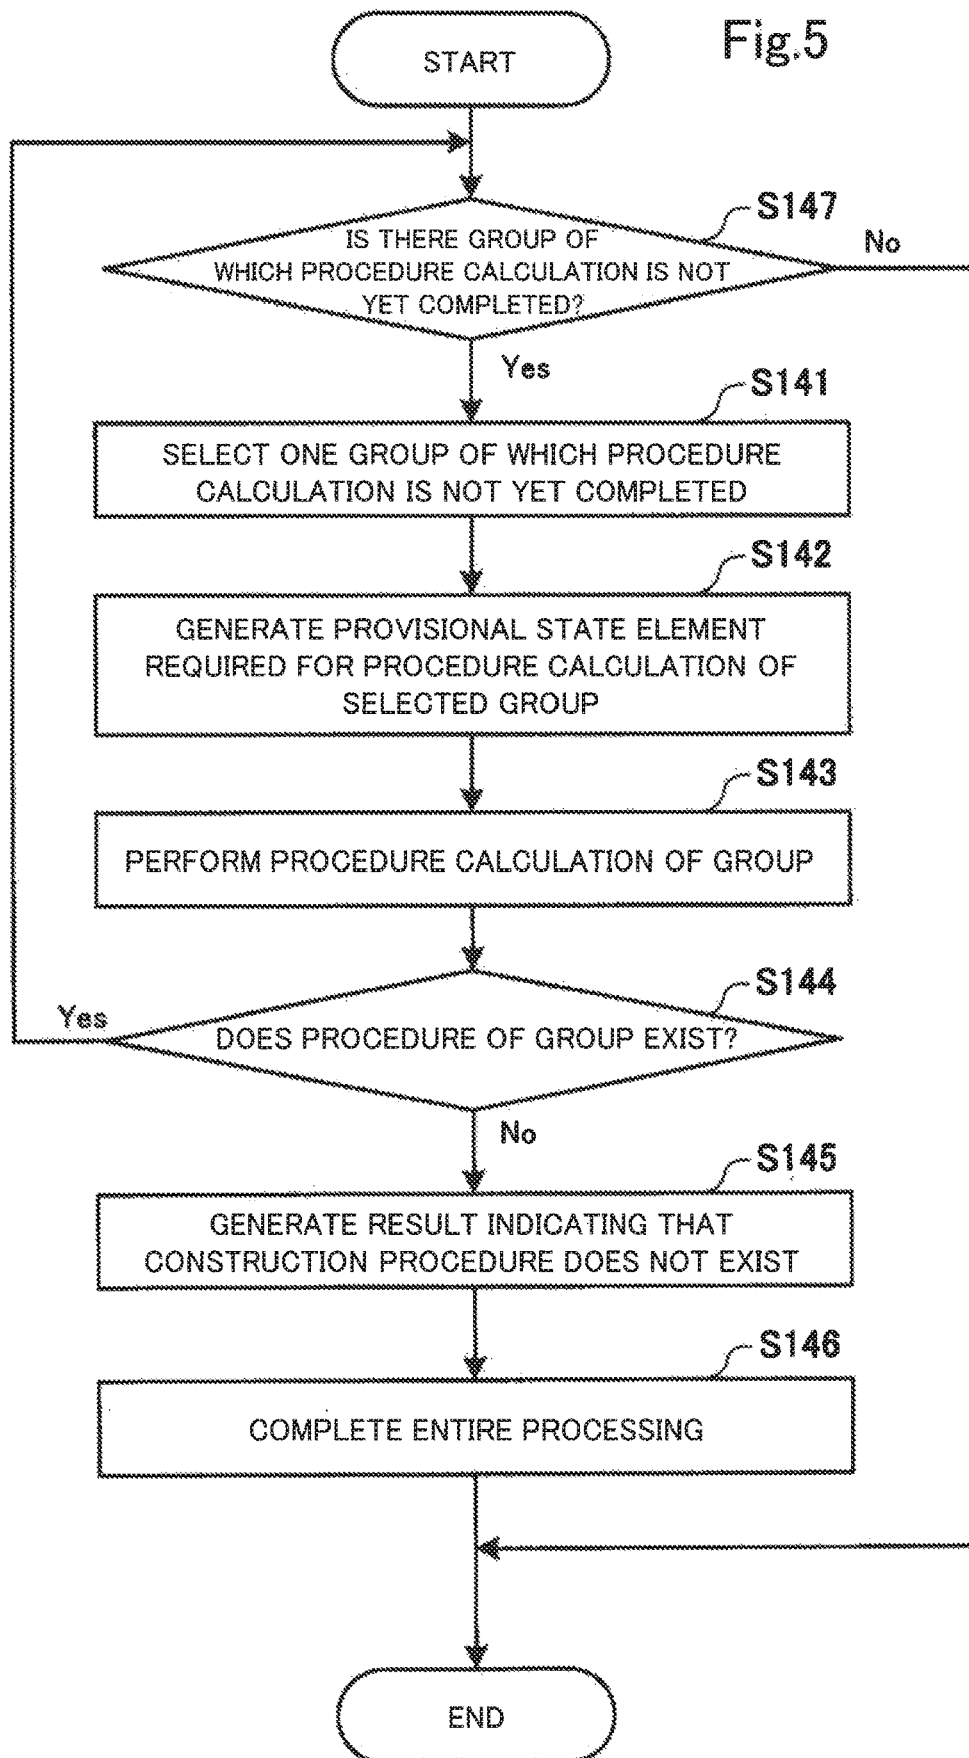 Fig.5
START
S147
IS THERE GROUP OF
WHICH PROCEDURE CALCULATION IS NOT
YET COMPLETED?
No
Yes
S141
SELECT ONE GROUP OF WHICH PROCEDURE
CALCULATION IS NOT YET COMPLETED
S142
GENERATE PROVISIONAL STATE ELEMENT
REQUIRED FOR PROCEDURE CALCULATION OF
SELECTED GROUP
S143
PERFORM PROCEDURE CALCULATION OF GROUP
S144
Yes
DOES PROCEDURE OF GROUP EXIST?
No
S145
GENERATE RESULT INDICATING THAT
CONSTRUCTION PROCEDURE DOES NOT EXIST
S146
COMPLETE ENTIRE PROCESSING
END